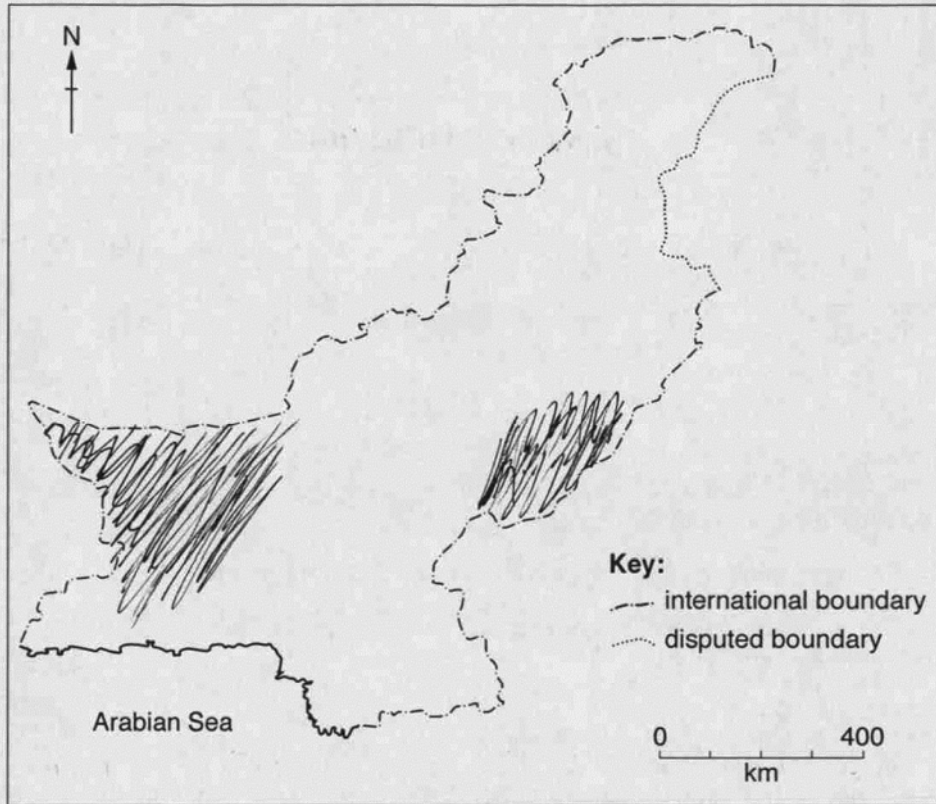 N
Key:
international boundary
disputed boundary
Arabian Sea
0 400
km